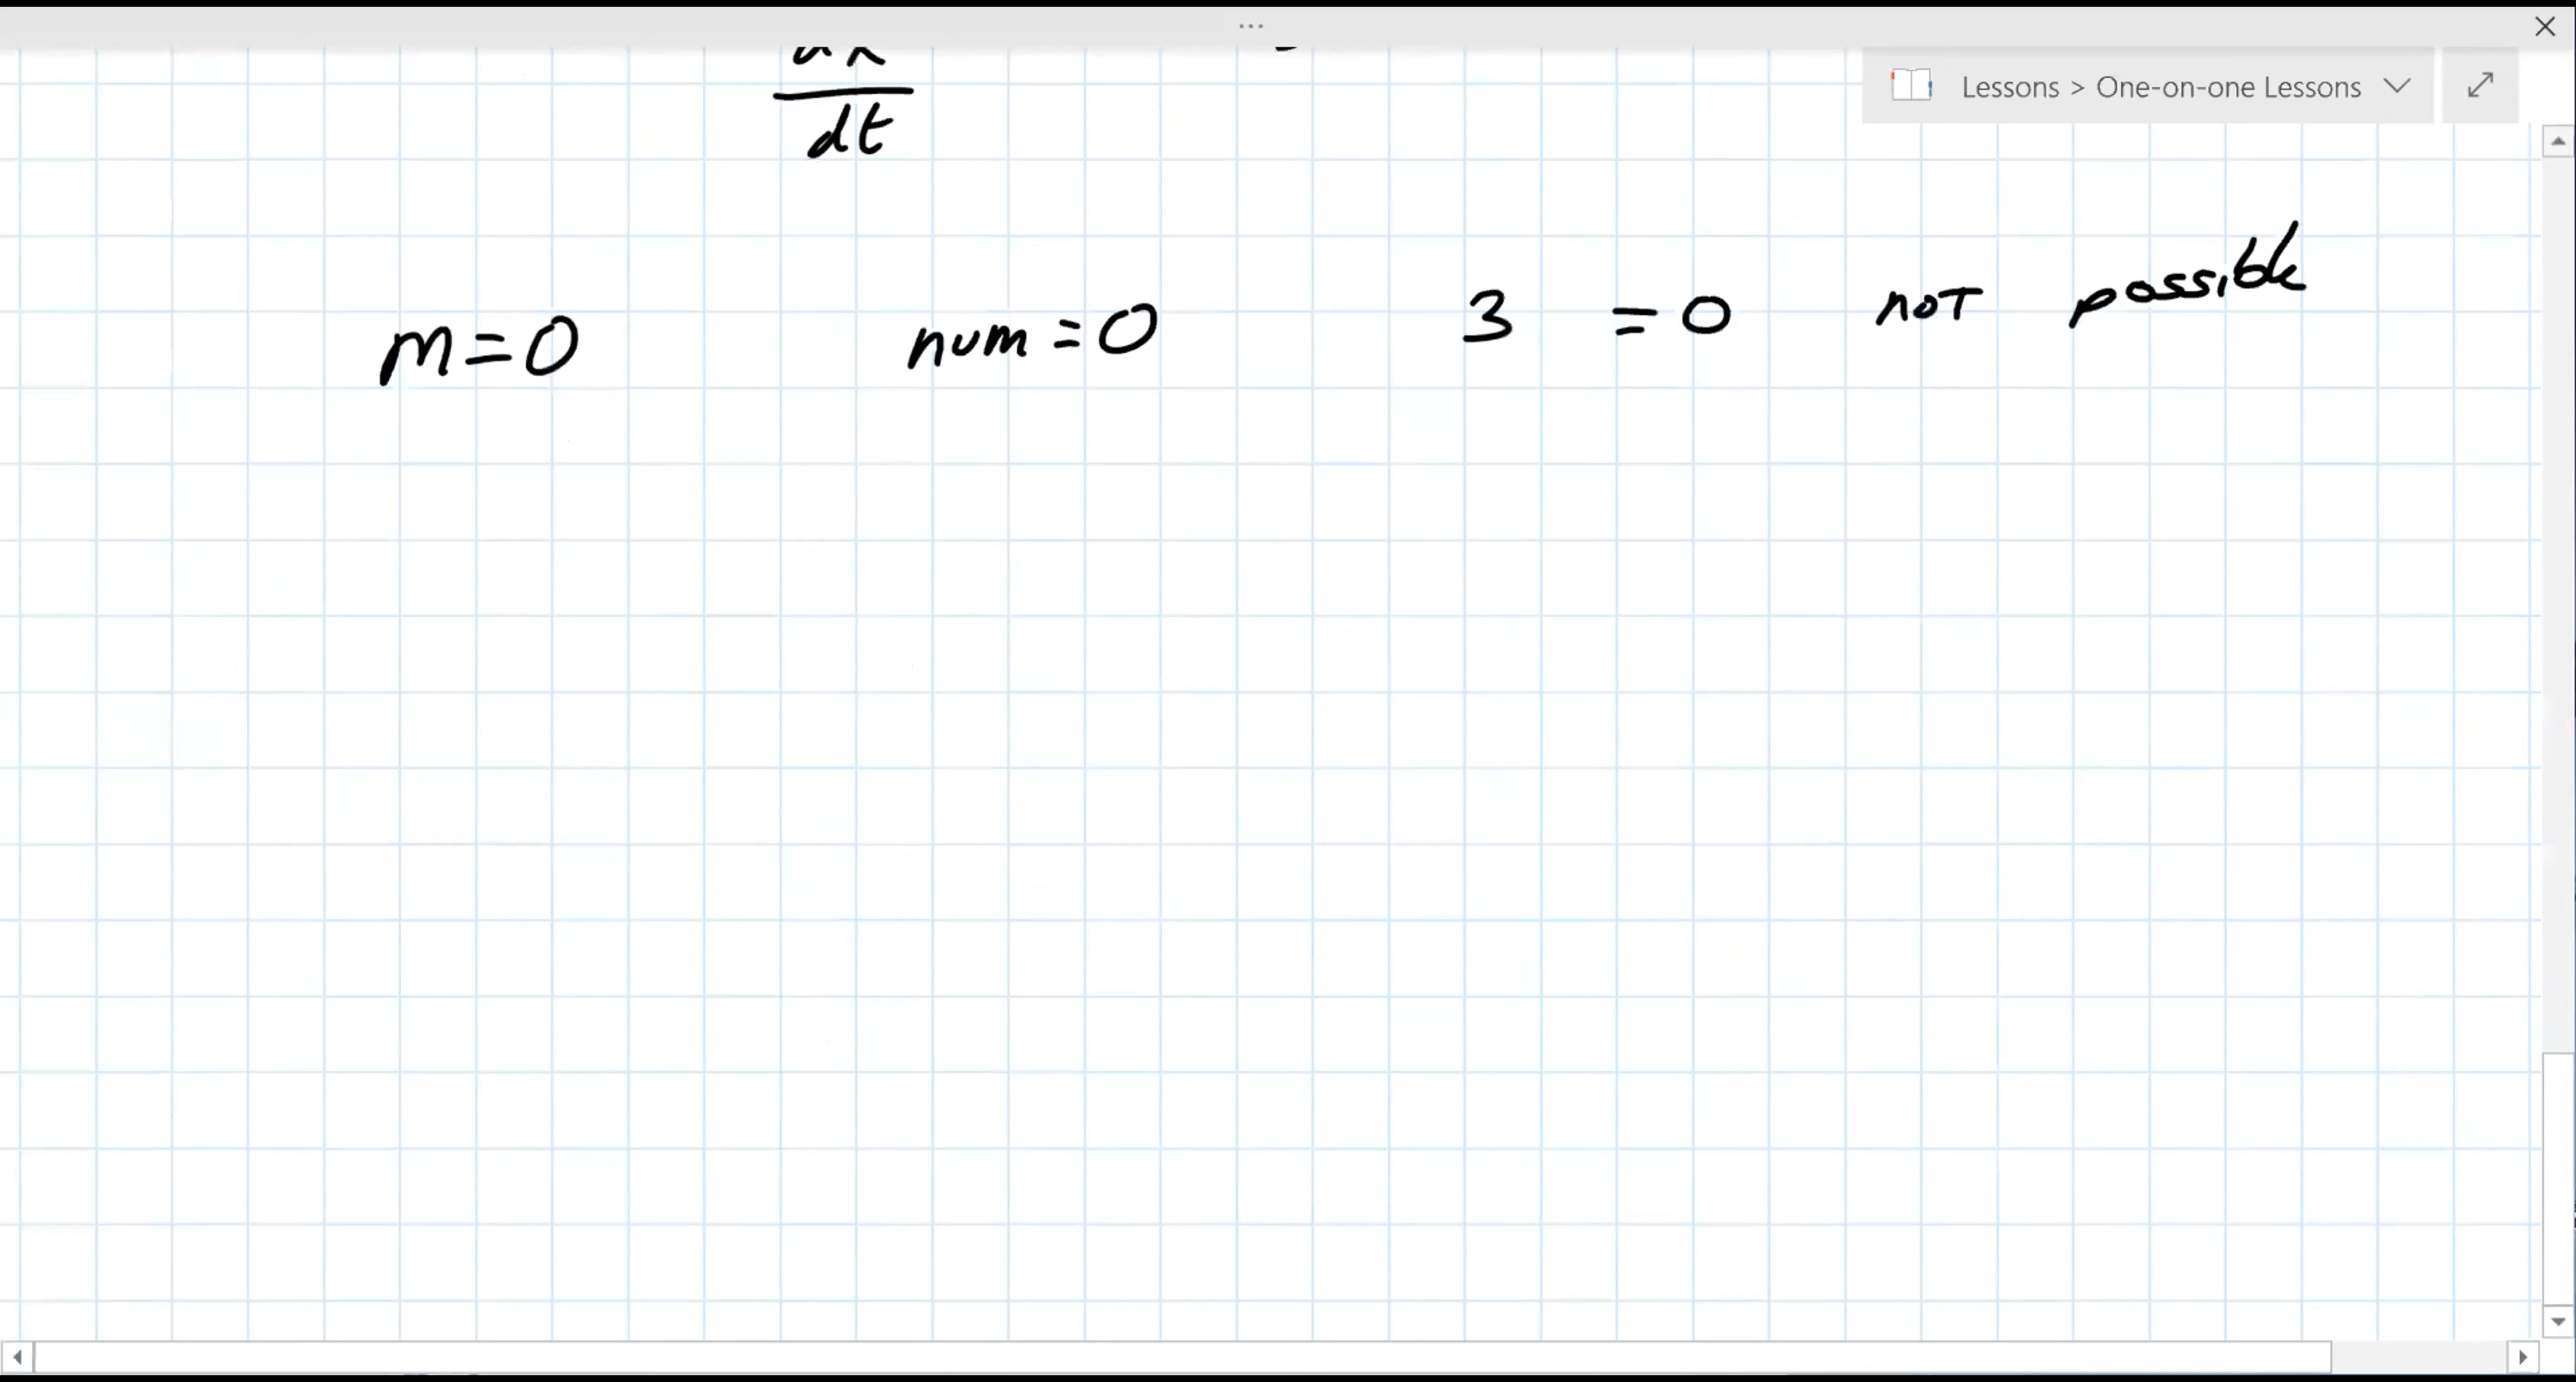 Lessons > One-on-one Lessons
dt
m=0 num=0 3 =0 not possible